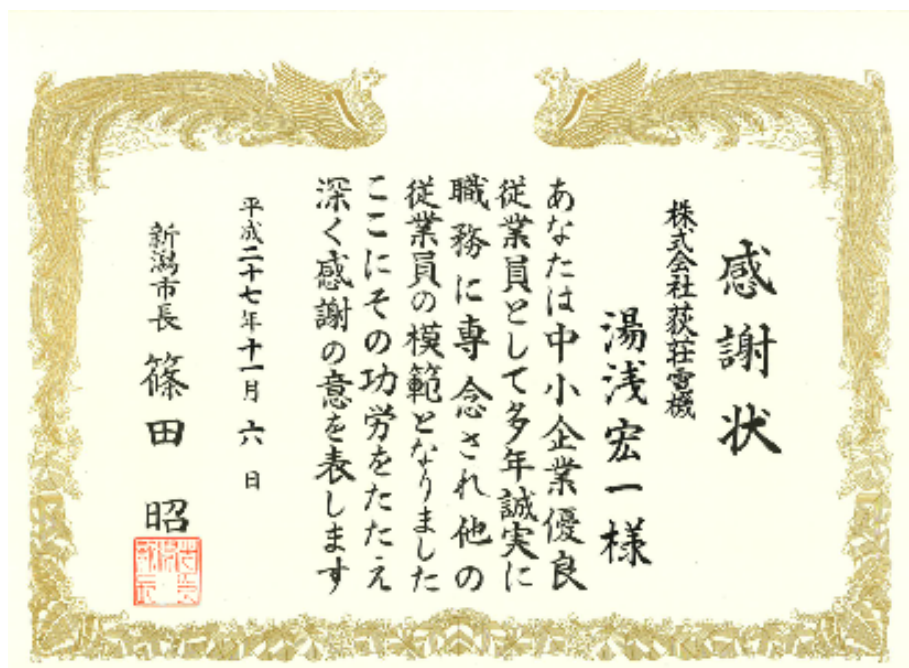 感謝状
株式会社荻荘電機
湯浅宏一様
あなたは中小企業優良
従業員として多年誠実に
職務に専念され他の
従業員の模範となりました
ここにその功労をたたえ
深く感謝の意を表します
平成二十七年十一月六日
新潟市長 篠田昭